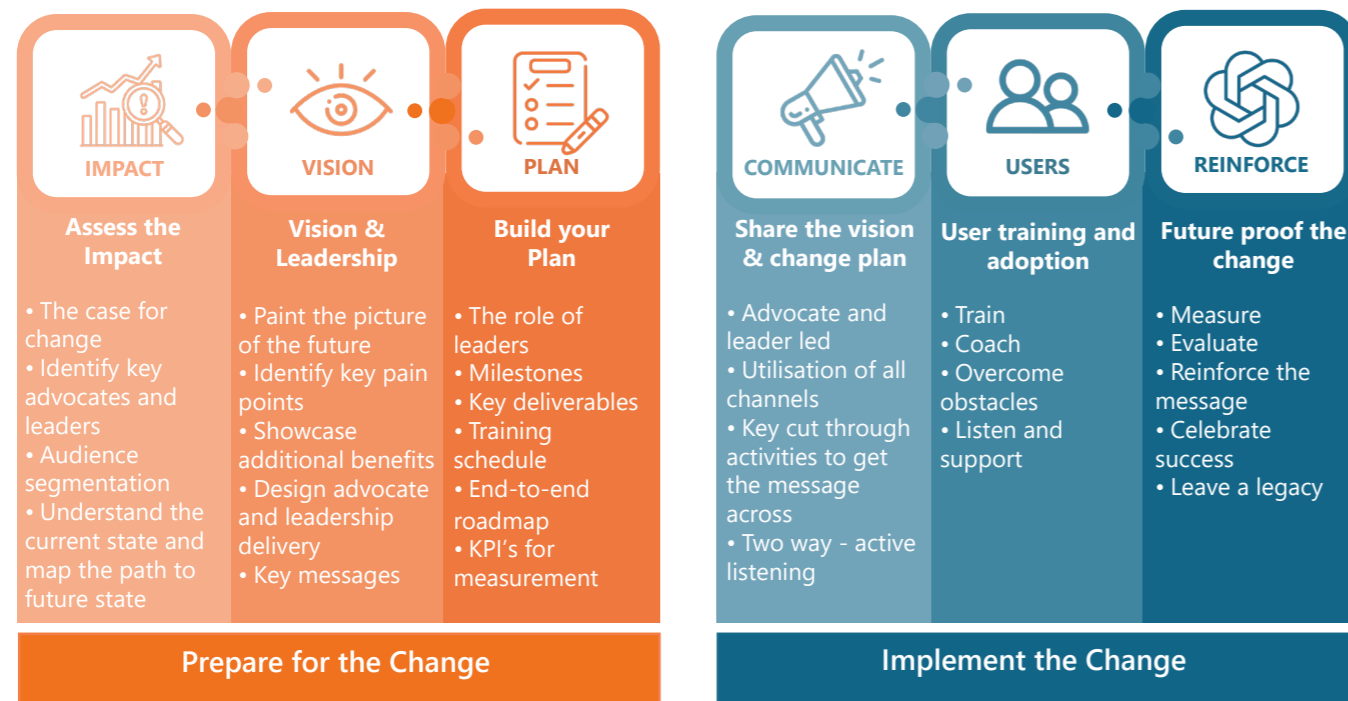 IMPACT
Assess the
Impact
• The case for
change
• Identify key
advocates and
leaders
• Audience
segmentation
• Understand the
current state and
map the path to
future state
VISION
Vision &
Leadership
• Paint the picture
of the future
• Identify key pain
points
• Showcase
additional benefits
• Design advocate
and leadership
delivery
• Key messages
PLAN
Build your
Plan
• The role of
leaders
• Milestones
• Key deliverables
• Training
schedule
• End-to-end
roadmap
• KPI's for
measurement
Prepare for the Change
COMMUNICATE
Share the vision
& change plan
• Advocate and
leader led
• Utilisation of all
channels
• Key cut through
activities to get
the message
across
• Two way - active
listening
USERS
User training and
adoption
• Train
• Coach
• Overcome
obstacles
• Listen and
support
REINFORCE
Future proof the
change
• Measure
• Evaluate
• Reinforce the
message
• Celebrate
success
• Leave a legacy
Implement the Change